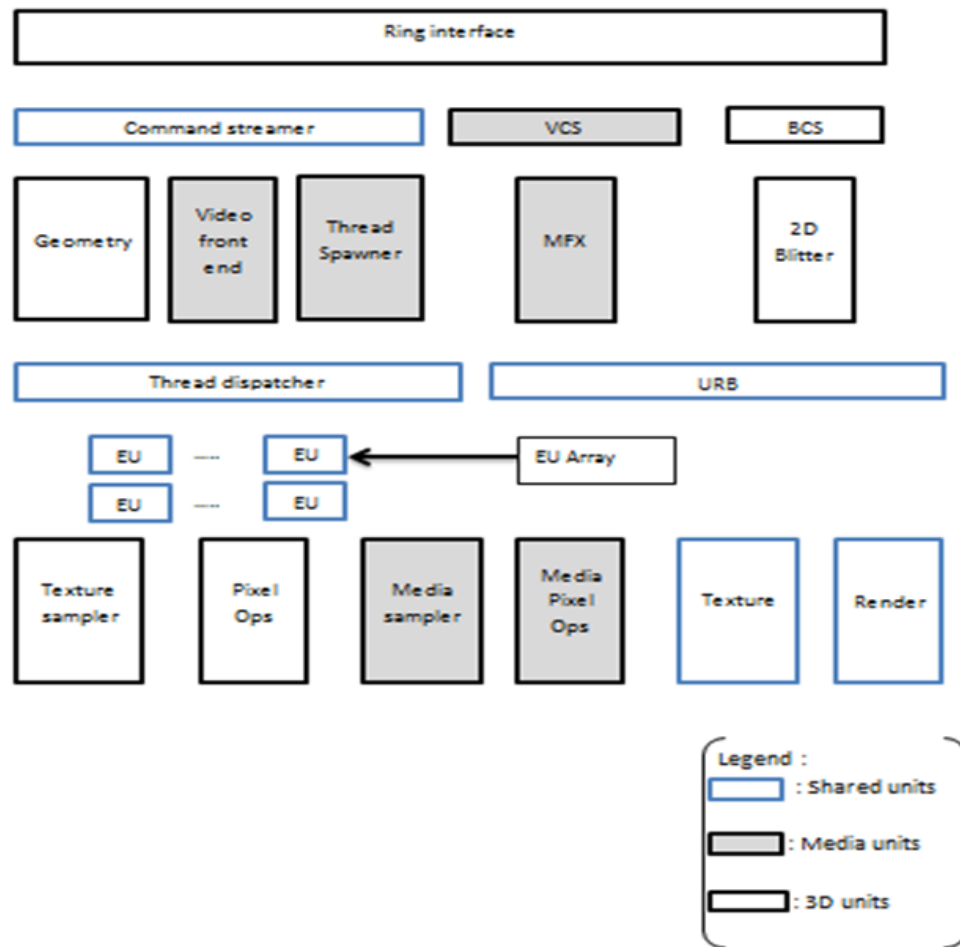 Ring interface
Command streamer
VCS
BCS
Geometry
Video
front
end
Thread
Spawner
MFX
2D
Blitter
Thread dispatcher
URB
EU ---- EU
EU Array
EU ---- EU
Texture
sampler
Pixel
Ops
Media
sampler
Media
Pixel
Ops
Texture
Render
Legend :
: Shared units
: Media units
: 3D units